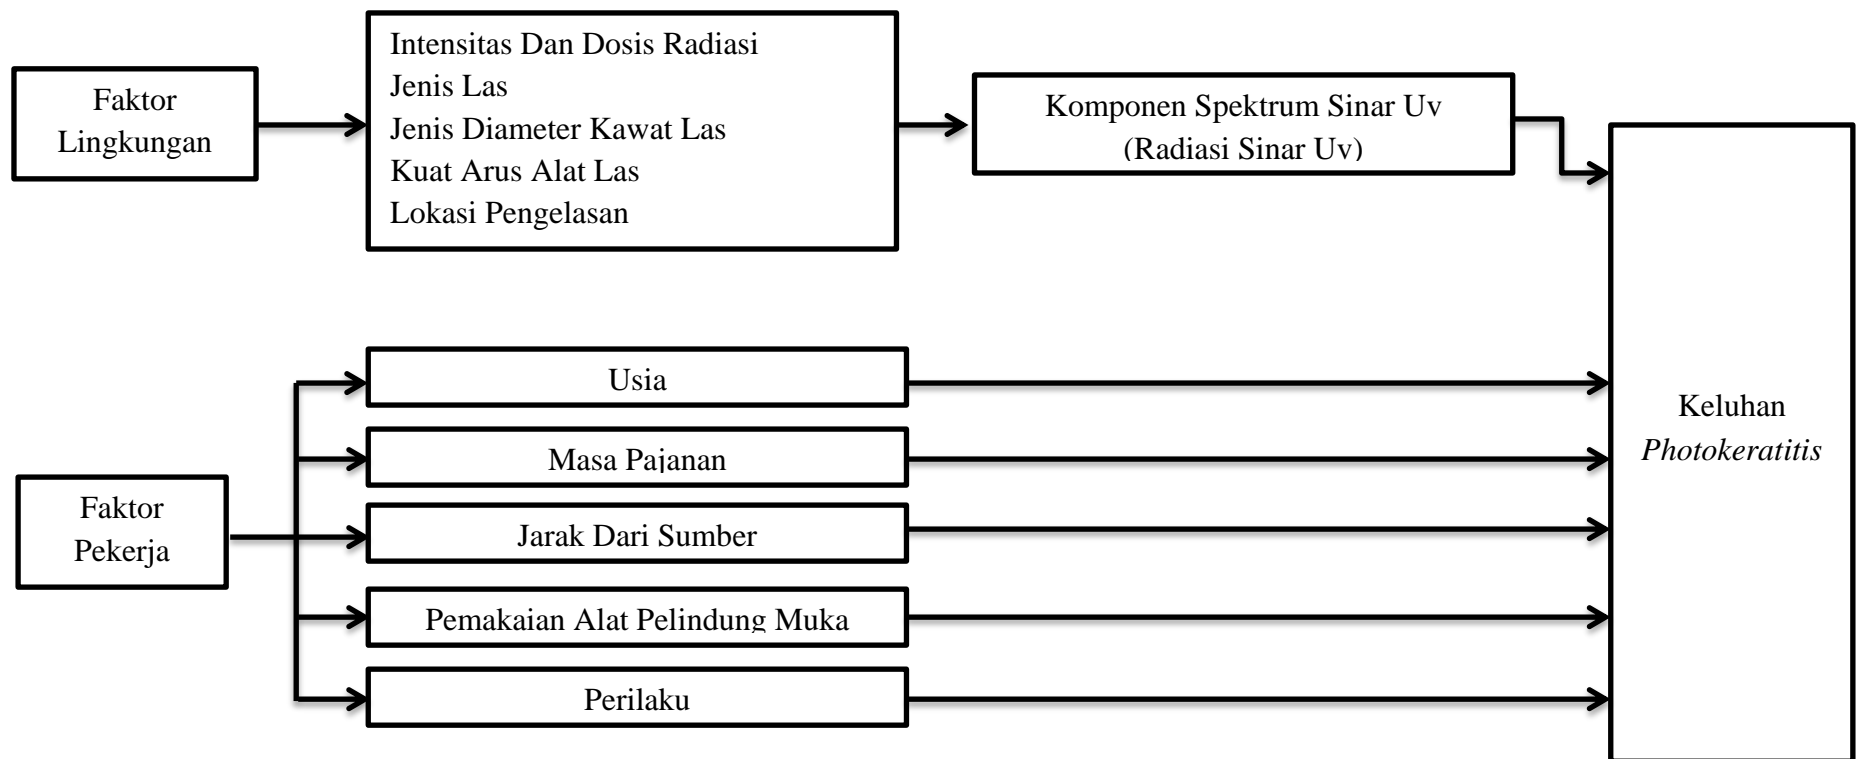 Faktor
Lingkungan
Intensitas Dan Dosis Radiasi
Jenis Las
Jenis Diameter Kawat Las
Kuat Arus Alat Las
Lokasi Pengelasan
Komponen Spektrum Sinar Uv
(Radiasi Sinar Uv)
Faktor
Pekerja
Usia
Masa Pajanan
Jarak Dari Sumber
Pemakaian Alat Pelindung Muka
Perilaku
Keluhan
Photokeratitis